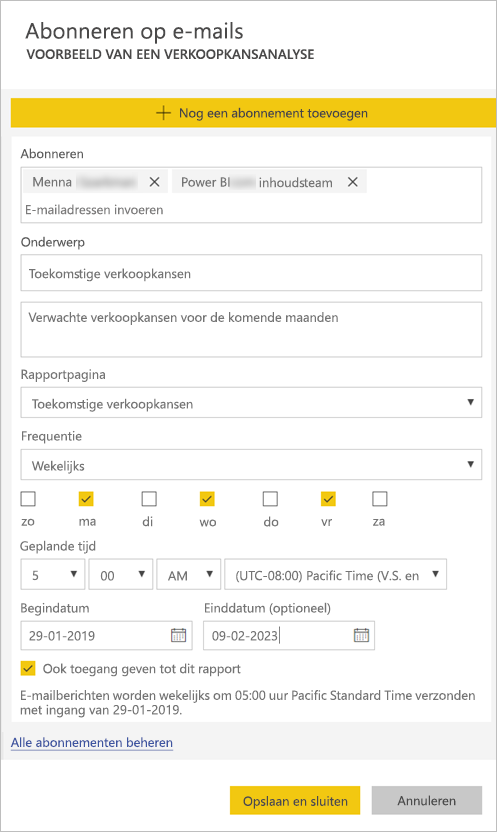 Abonneren op e-mails
VOORBEELD VAN EEN VERKOOPKANSANALYSE
Nog een abonnement toevoegen
Abonneren
Menna
Power BI inhoudsteam
E-mailadressen invoeren
Onderwerp
Toekomstige verkoopkansen
Verwachte verkoopkansen voor de komende maanden
Rapportpagina
Toekomstige verkoopkansen
Frequentie
Wekelijks
zo ma di wo do vr za
Geplande tijd
5 00 AM (UTC-08:00) Pacific Time (V.S. en
Begindatum Einddatum (optioneel)
29-01-2019 09-02-2023
Ook toegang geven tot dit rapport
E-mailberichten worden wekelijks om 05:00 uur Pacific Standard Time verzonden
met ingang van 29-01-2019.
Alle abonnementen beheren
Opslaan en sluiten Annuleren